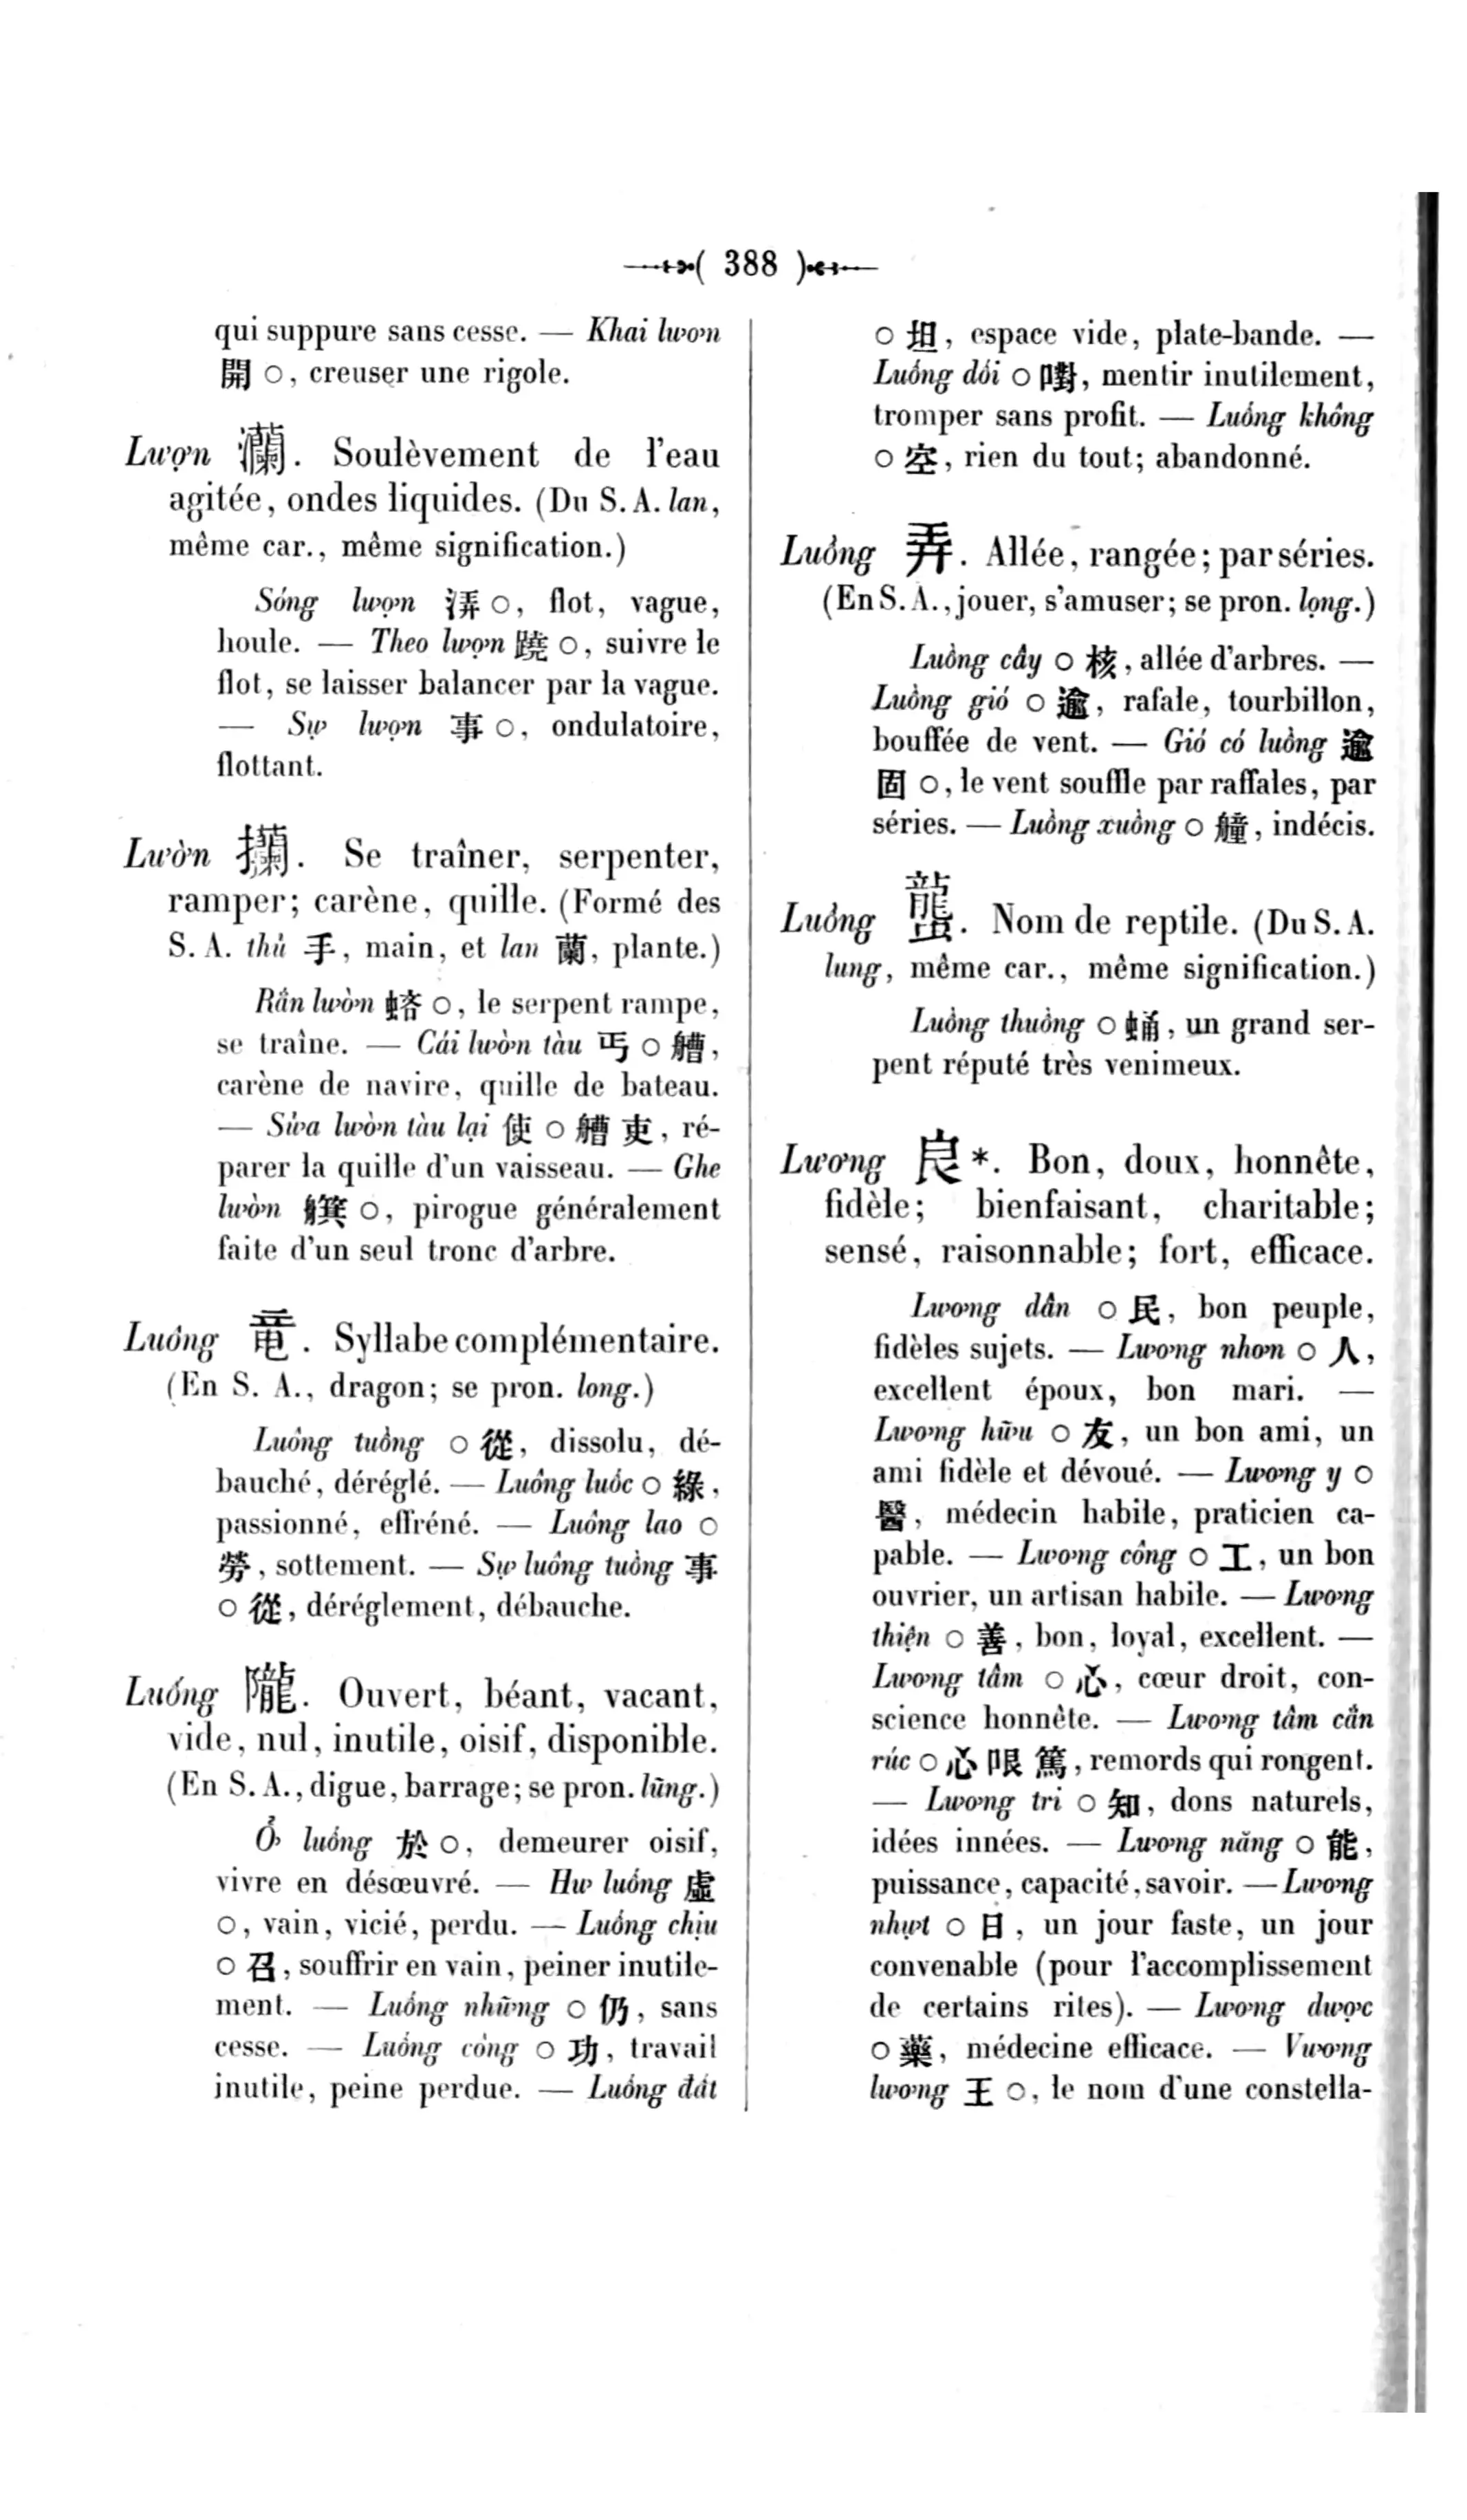 ( 388 )
qui suppure sans cesse. — Khai lươn
開 ○, creuser une rigole.
Lượn 灡. Soulèvement de l'eau
agitée, ondes liquides. (Du S. A. lan,
même car., même signification.)
Sóng lượn ○, flot, vague,
houle. — Theo lượn ○, suivre le
flot, se laisser balancer par la vague.
— Sự lượn 事 ○, ondulatoire,
flottant.
Lườn 攔. Se traîner, serpenter,
ramper; carène, quille. (Formé des
S. A. thủ 手, main, et lan 蘭, plante.)
Rắn lườn ○, le serpent rampe,
se traîne. — Cái lườn tàu 丐 ○ 艚,
carène de navire, quille de bateau.
— Sửa lườn tàu lại 使 ○ 艚 吏, ré-
parer la quille d'un vaisseau. — Ghe
lườn ○, pirogue généralement
faite d'un seul tronc d'arbre.
Luông 竜. Syllabe complémentaire.
(En S. A., dragon; se pron. long.)
Luông tuồng ○ 從, dissolu, dé-
bauché, déréglé. — Luông luốc ○ 綠,
passionné, effréné. — Luông lao ○
勞, sottement. — Sự luông tuồng 事
○ 從, déréglement, débauche.
Luống 隴. Ouvert, béant, vacant,
vide, nul, inutile, oisif, disponible.
(En S. A., digue, barrage; se pron. lũng.)
Ở luống 於 ○, demeurer oisif,
vivre en désœuvré. — Hư luống 虛
○, vain, vicié, perdu. — Luống chịu
○ 召, souffrir en vain, peiner inutile-
ment. — Luống những ○ 仍, sans
cesse. — Luống công ○ 功, travail
inutile, peine perdue. — Luống đất
○ 坦, espace vide, plate-bande. —
Luống dối ○ 嚉, mentir inutilement,
tromper sans profit. — Luống không
○ 空, rien du tout; abandonné.
Luồng 弄. Allée, rangée; par séries.
(En S. A., jouer, s'amuser; se pron. lọng.)
Luồng cây ○ 核, allée d'arbres. —
Luồng gió ○, rafale, tourbillon,
bouffée de vent. — Gió có luồng
固 ○, le vent souffle par raffales, par
séries. — Luồng xuồng ○ 艟, indécis.
Luồng 蠪. Nom de reptile. (Du S. A.
lung, même car., même signification.)
Luồng thuồng ○ 蛹, un grand ser-
pent réputé très venimeux.
Lương 良 *. Bon, doux, honnête,
fidèle; bienfaisant, charitable;
sensé, raisonnable; fort, efficace.
Lương dân ○ 民, bon peuple,
fidèles sujets. — Lương nhơn ○ 人,
excellent époux, bon mari. —
Lương hữu ○ 友, un bon ami, un
ami fidèle et dévoué. — Lương y ○
醫, médecin habile, praticien ca-
pable. — Lương công ○ 工, un bon
ouvrier, un artisan habile. — Lương
thiện ○ 善, bon, loyal, excellent. —
Lương tâm ○ 心, cœur droit, con-
science honnête. — Lương tâm cắn
rúc ○ 心 哏 篤, remords qui rongent.
— Lương tri ○ 知, dons naturels,
idées innées. — Lương năng ○ 能,
puissance, capacité, savoir. — Lương
nhựt ○ 日, un jour faste, un jour
convenable (pour l'accomplissement
de certains rites). — Lương dược
○ 藥, médecine efficace. — Vương
lương 王 ○, le nom d'une constella-